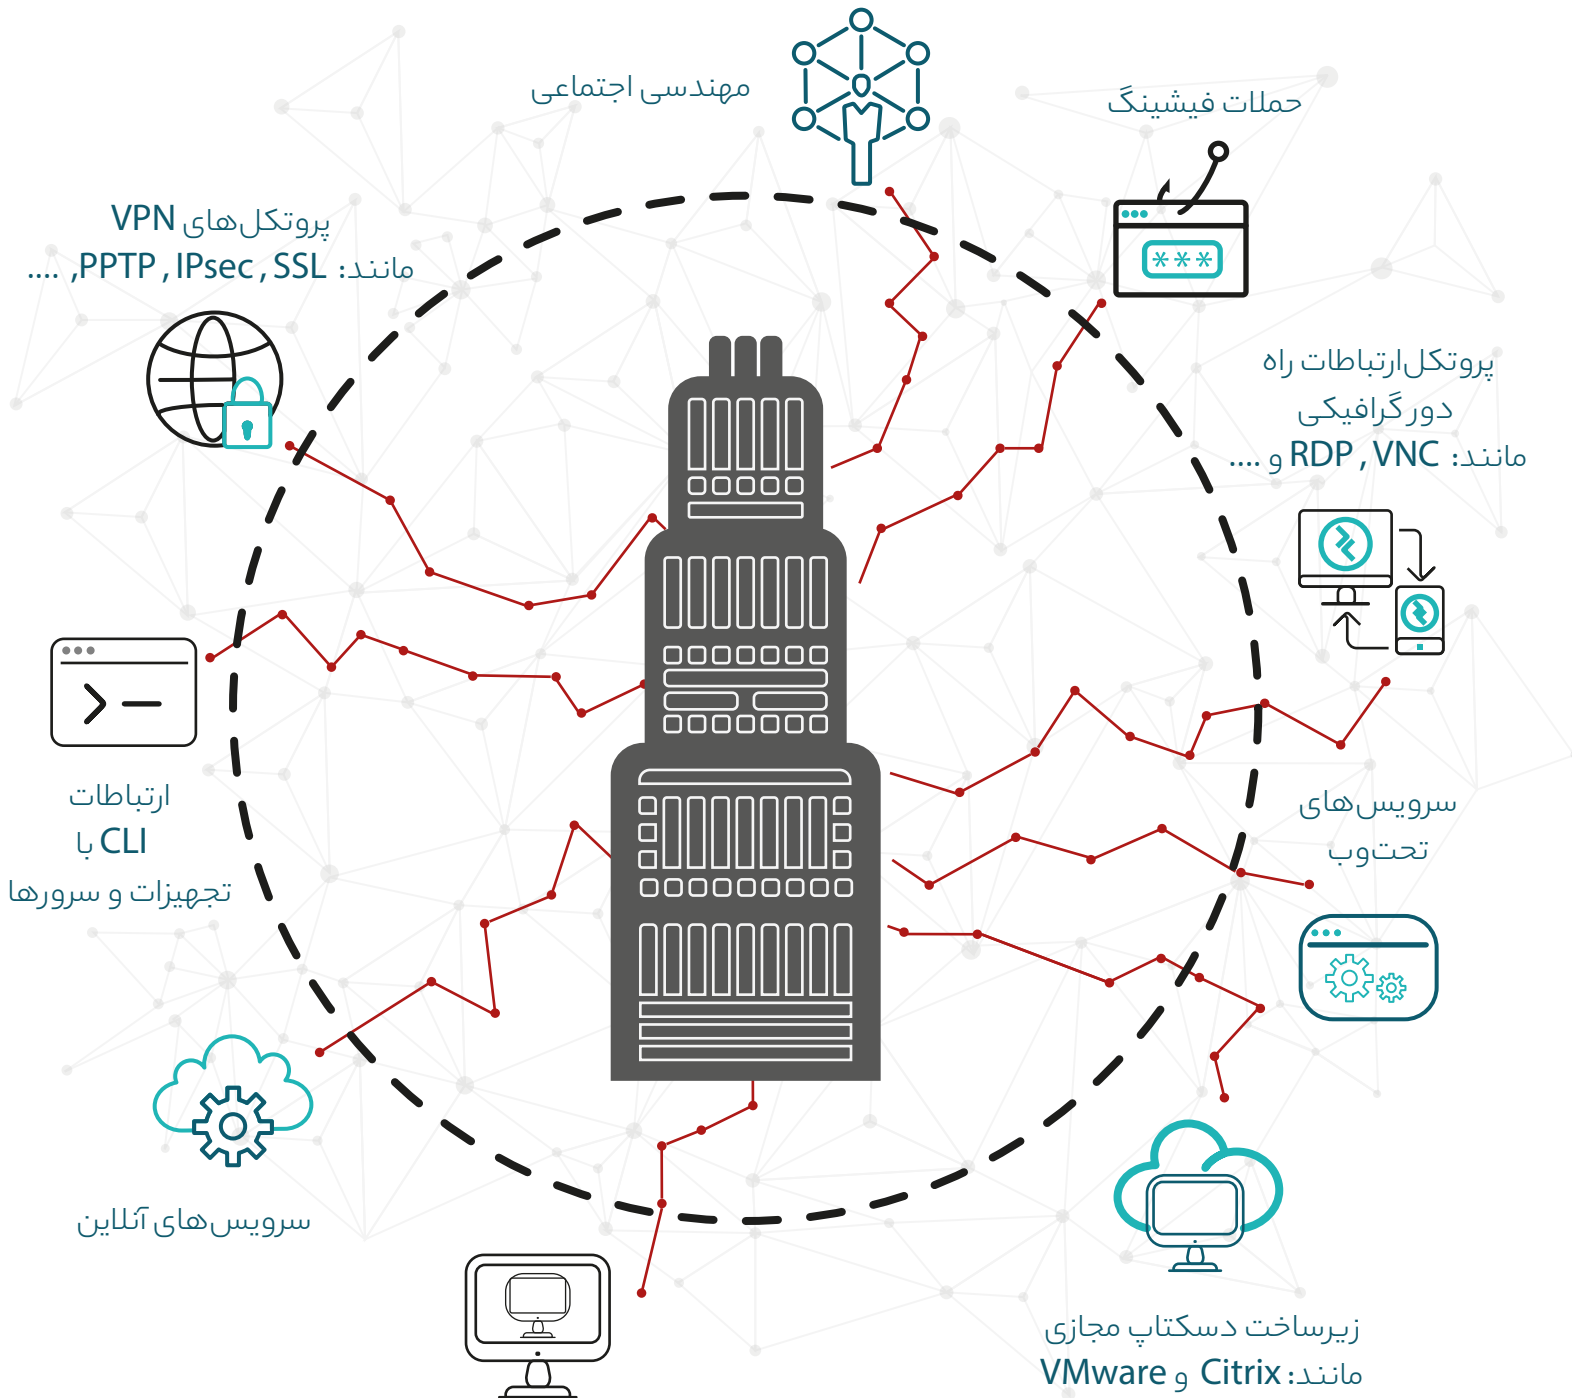 مهندسی اجتماعی
حملات فیشینگ
پروتکل‌های VPN
مانند: PPTP , IPsec , SSL, ....
پروتکل‌ارتباطات راه
دور گرافیکی
مانند: RDP , VNC و ....
* * *
ارتباطات
با CLI
تجهیزات و سرورها
سرویس‌های
تحت‌وب
سرویس‌های آنلاین
زیرساخت دسکتاپ مجازی
مانند: Citrix و VMware